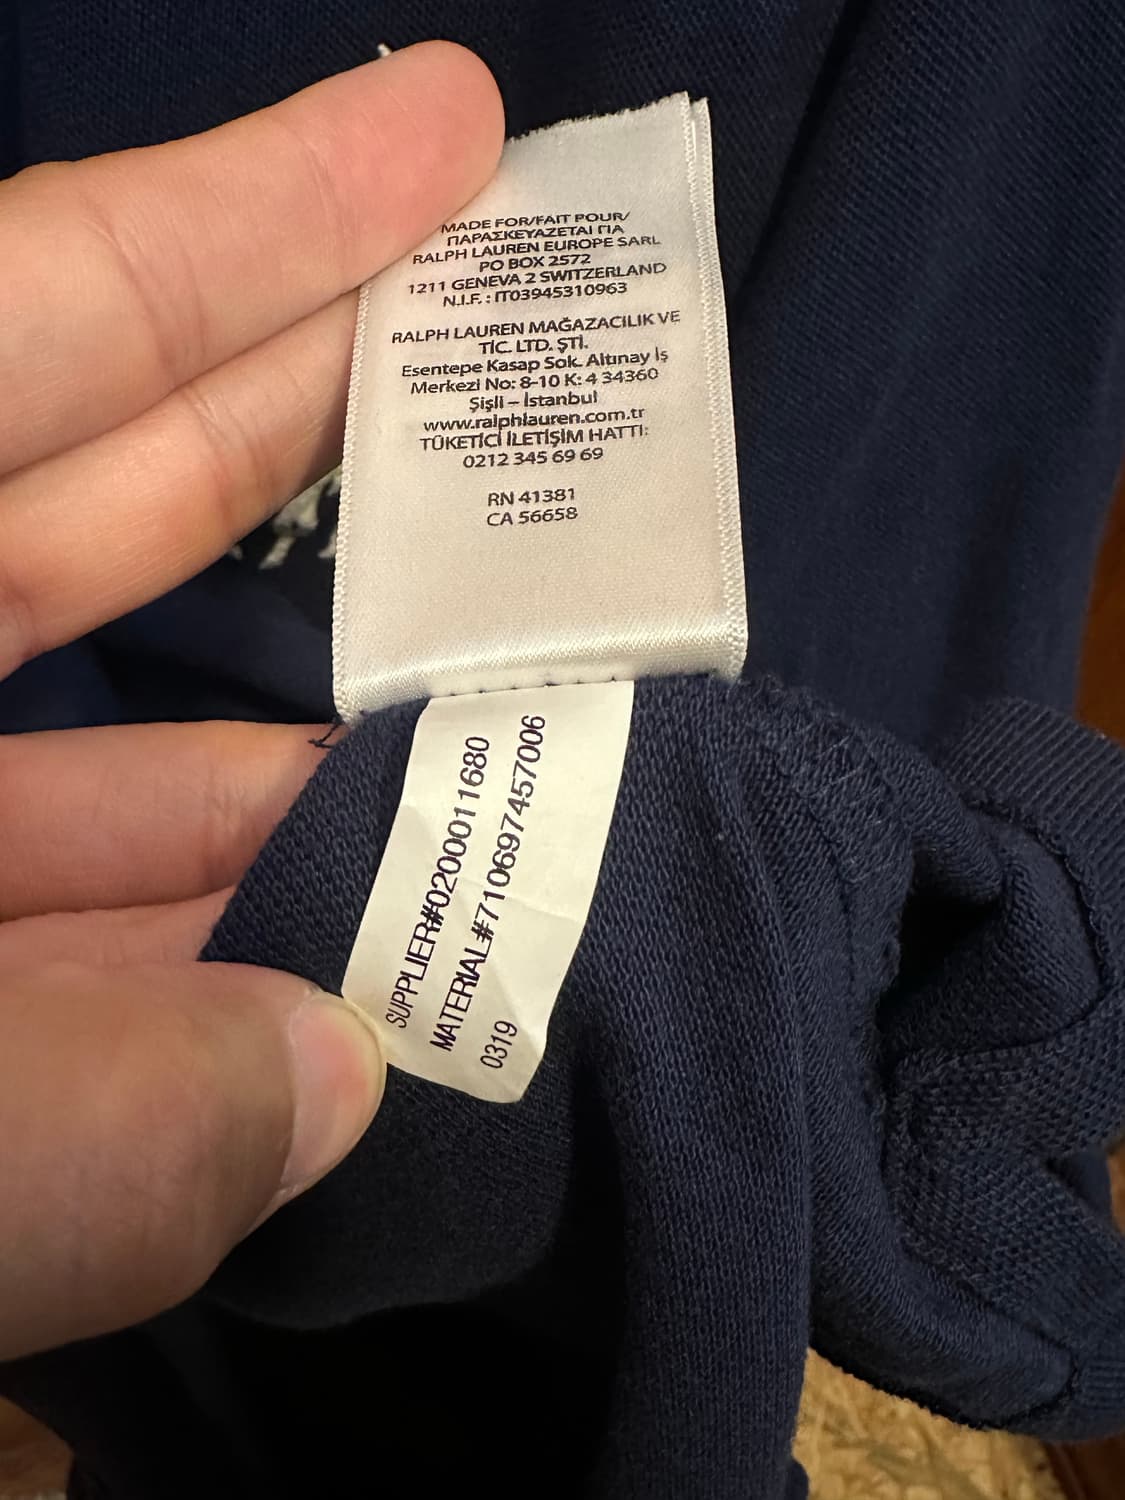 MADE FOR/FAIT POUR/
ΠΑΡΑΣΚΕΥΑΖΕΤΑΙ ΓΙΑ
RALPH LAUREN EUROPE SARL
PO BOX 2572
1211 GENEVA 2 SWITZERLAND
N.I.F. : IT03945310963
RALPH LAUREN MAĞAZACILIK VE
TİC. LTD. ŞTİ.
Esentepe Kasap Sok. Altınay İş
Merkezi No: 8-10 K: 4 34360
Şişli – İstanbul
www.ralphlauren.com.tr
TÜKETİCİ İLETİŞİM HATTI:
0212 345 69 69
RN 41381
CA 56658
SUPPLIER#0200011680
MATERIAL#710697457006
0319